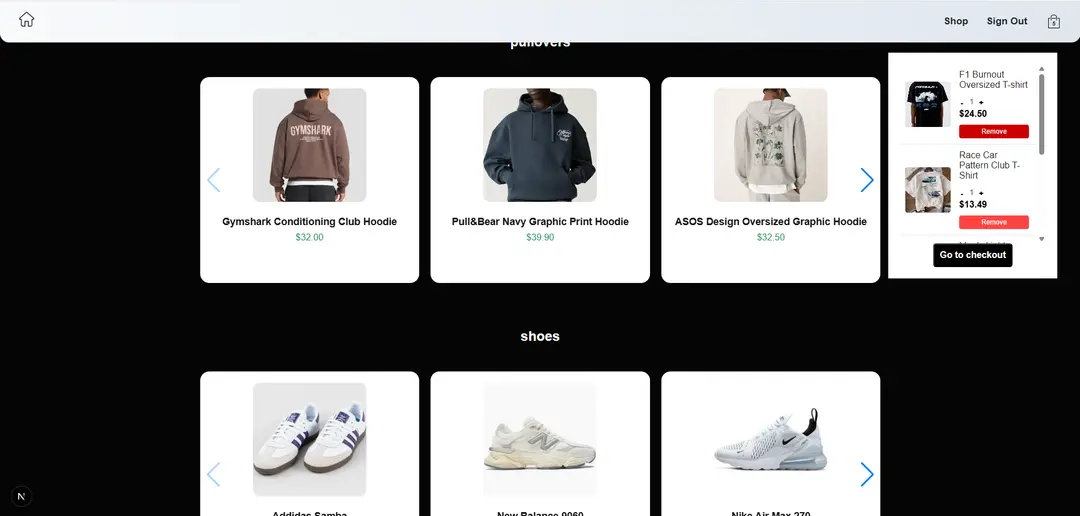 Shop
Sign Out
5
pullovers
GYMSHARK
Gymshark Conditioning Club Hoodie
$32.00
Pull&Bear Navy Graphic Print Hoodie
$39.90
ASOS Design Oversized Graphic Hoodie
$32.50
F1 Burnout
Oversized T-shirt
- 1 +
$24.50
Remove
Race Car
Pattern Club T-
Shirt
- 1 +
$13.49
Remove
Go to checkout
shoes
Addidas Samba
New Balance 9060
Nike Air Max 270
N